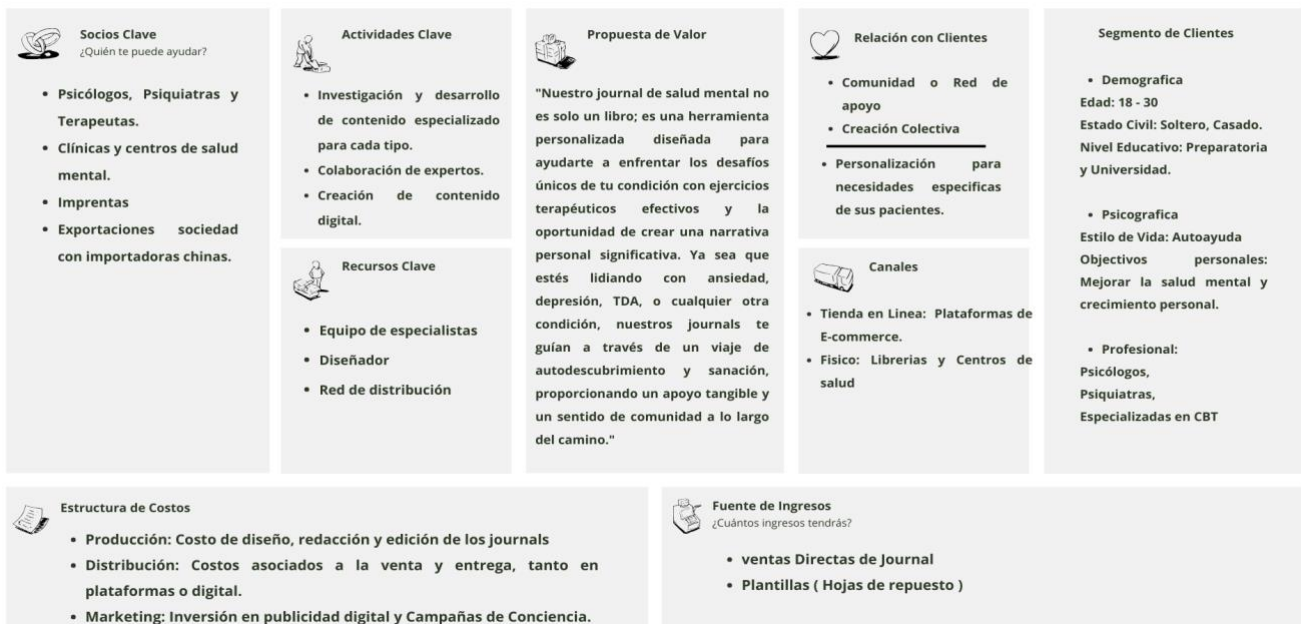 Socios Clave
¿Quién te puede ayudar?
• Psicólogos, Psiquiatras y
Terapeutas.
• Clínicas y centros de salud
mental.
• Imprentas
• Exportaciones sociedad
con importadoras chinas.
Actividades Clave
• Investigación y desarrollo
de contenido especializado
para cada tipo.
• Colaboración de expertos.
• Creación de contenido
digital.
Recursos Clave
• Equipo de especialistas
• Diseñador
• Red de distribución
Propuesta de Valor
"Nuestro journal de salud mental no
es solo un libro; es una herramienta
personalizada diseñada para
ayudarte a enfrentar los desafíos
únicos de tu condición con ejercicios
terapéuticos efectivos y la
oportunidad de crear una narrativa
personal significativa. Ya sea que
estés lidiando con ansiedad,
depresión, TDA, o cualquier otra
condición, nuestros journals te
guían a través de un viaje de
autodescubrimiento y sanación,
proporcionando un apoyo tangible y
un sentido de comunidad a lo largo
del camino."
Relación con Clientes
• Comunidad o Red de
apoyo
• Creación Colectiva
• Personalización para
necesidades especificas
de sus pacientes.
Canales
• Tienda en Linea: Plataformas de
E-commerce.
• Fisico: Librerias y Centros de
salud
Segmento de Clientes
• Demografica
Edad: 18 - 30
Estado Civil: Soltero, Casado.
Nivel Educativo: Preparatoria
y Universidad.
• Psicografica
Estilo de Vida: Autoayuda
Objectivos personales:
Mejorar la salud mental y
crecimiento personal.
• Profesional:
Psicólogos,
Psiquiatras,
Especializadas en CBT
Estructura de Costos
• Producción: Costo de diseño, redacción y edición de los journals
• Distribución: Costos asociados a la venta y entrega, tanto en
plataformas o digital.
• Marketing: Inversión en publicidad digital y Campañas de Conciencia.
Fuente de Ingresos
¿Cuántos ingresos tendrás?
• ventas Directas de Journal
• Plantillas ( Hojas de repuesto )